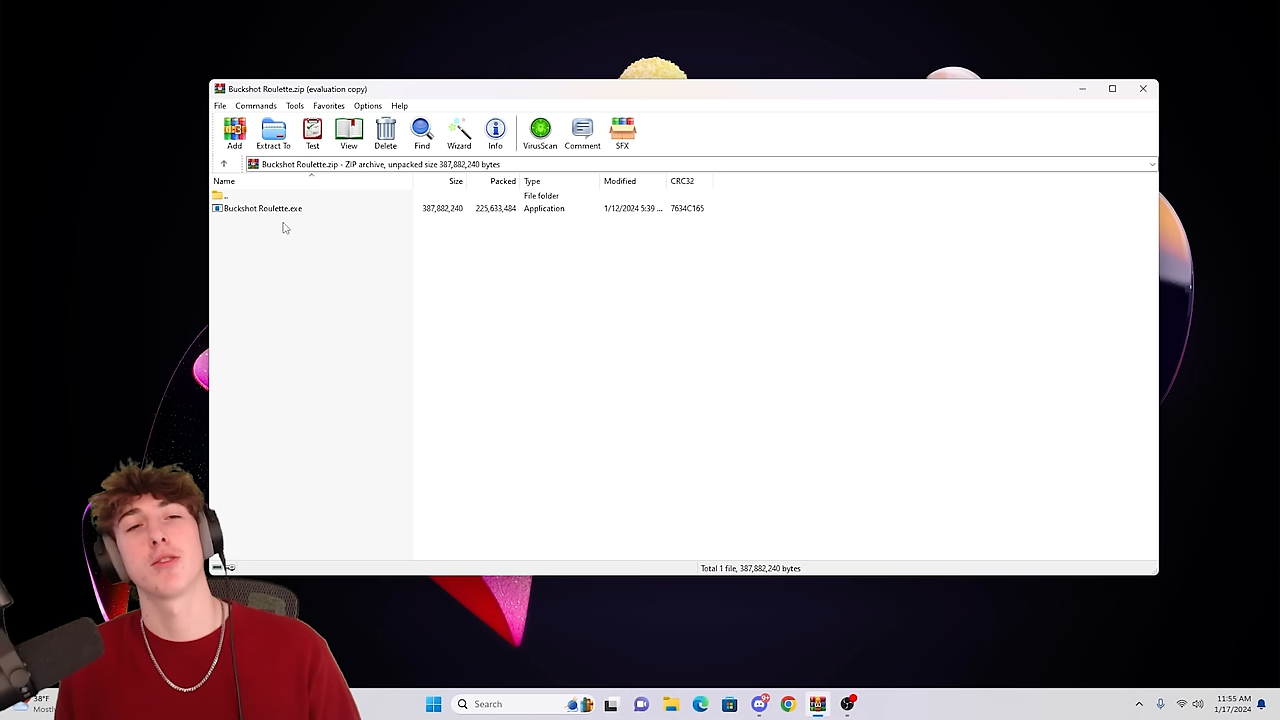 Buckshot Roulette.zip (evaluation copy)
File Commands Tools Favorites Options Help
Add Extract To Test View Delete Find Wizard Info VirusScan Comment SFX
Buckshot Roulette.zip - ZIP archive, unpacked size 387,882,240 bytes
Name Size Packed Type Modified CRC32
.. File folder
Buckshot Roulette.exe 387,882,240 225,633,484 Application 1/12/2024 5:39 ... 7634C165
Total 1 file, 387,882,240 bytes
38°F
Mostly
Search
9+
11:55 AM
1/17/2024